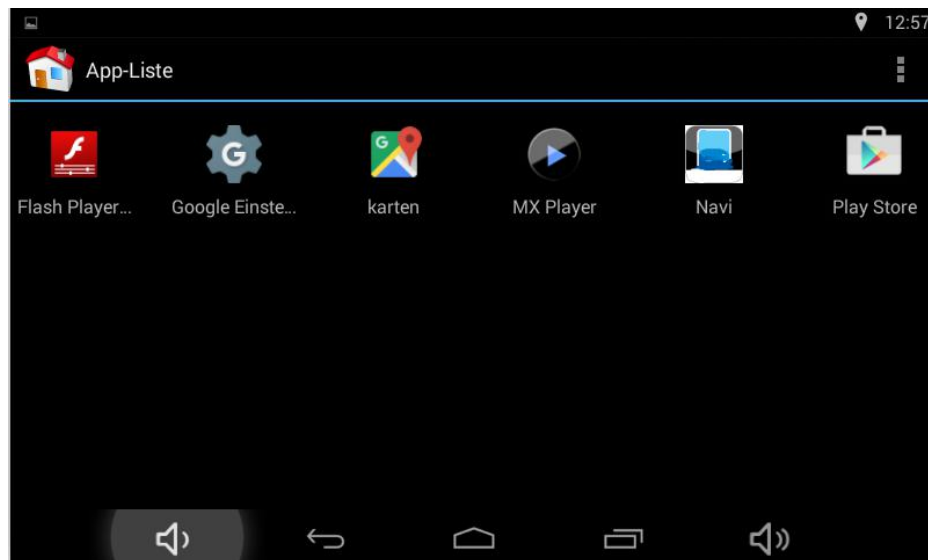 12:57
App-Liste
Flash Player...
Google Einste...
karten
MX Player
Navi
Play Store